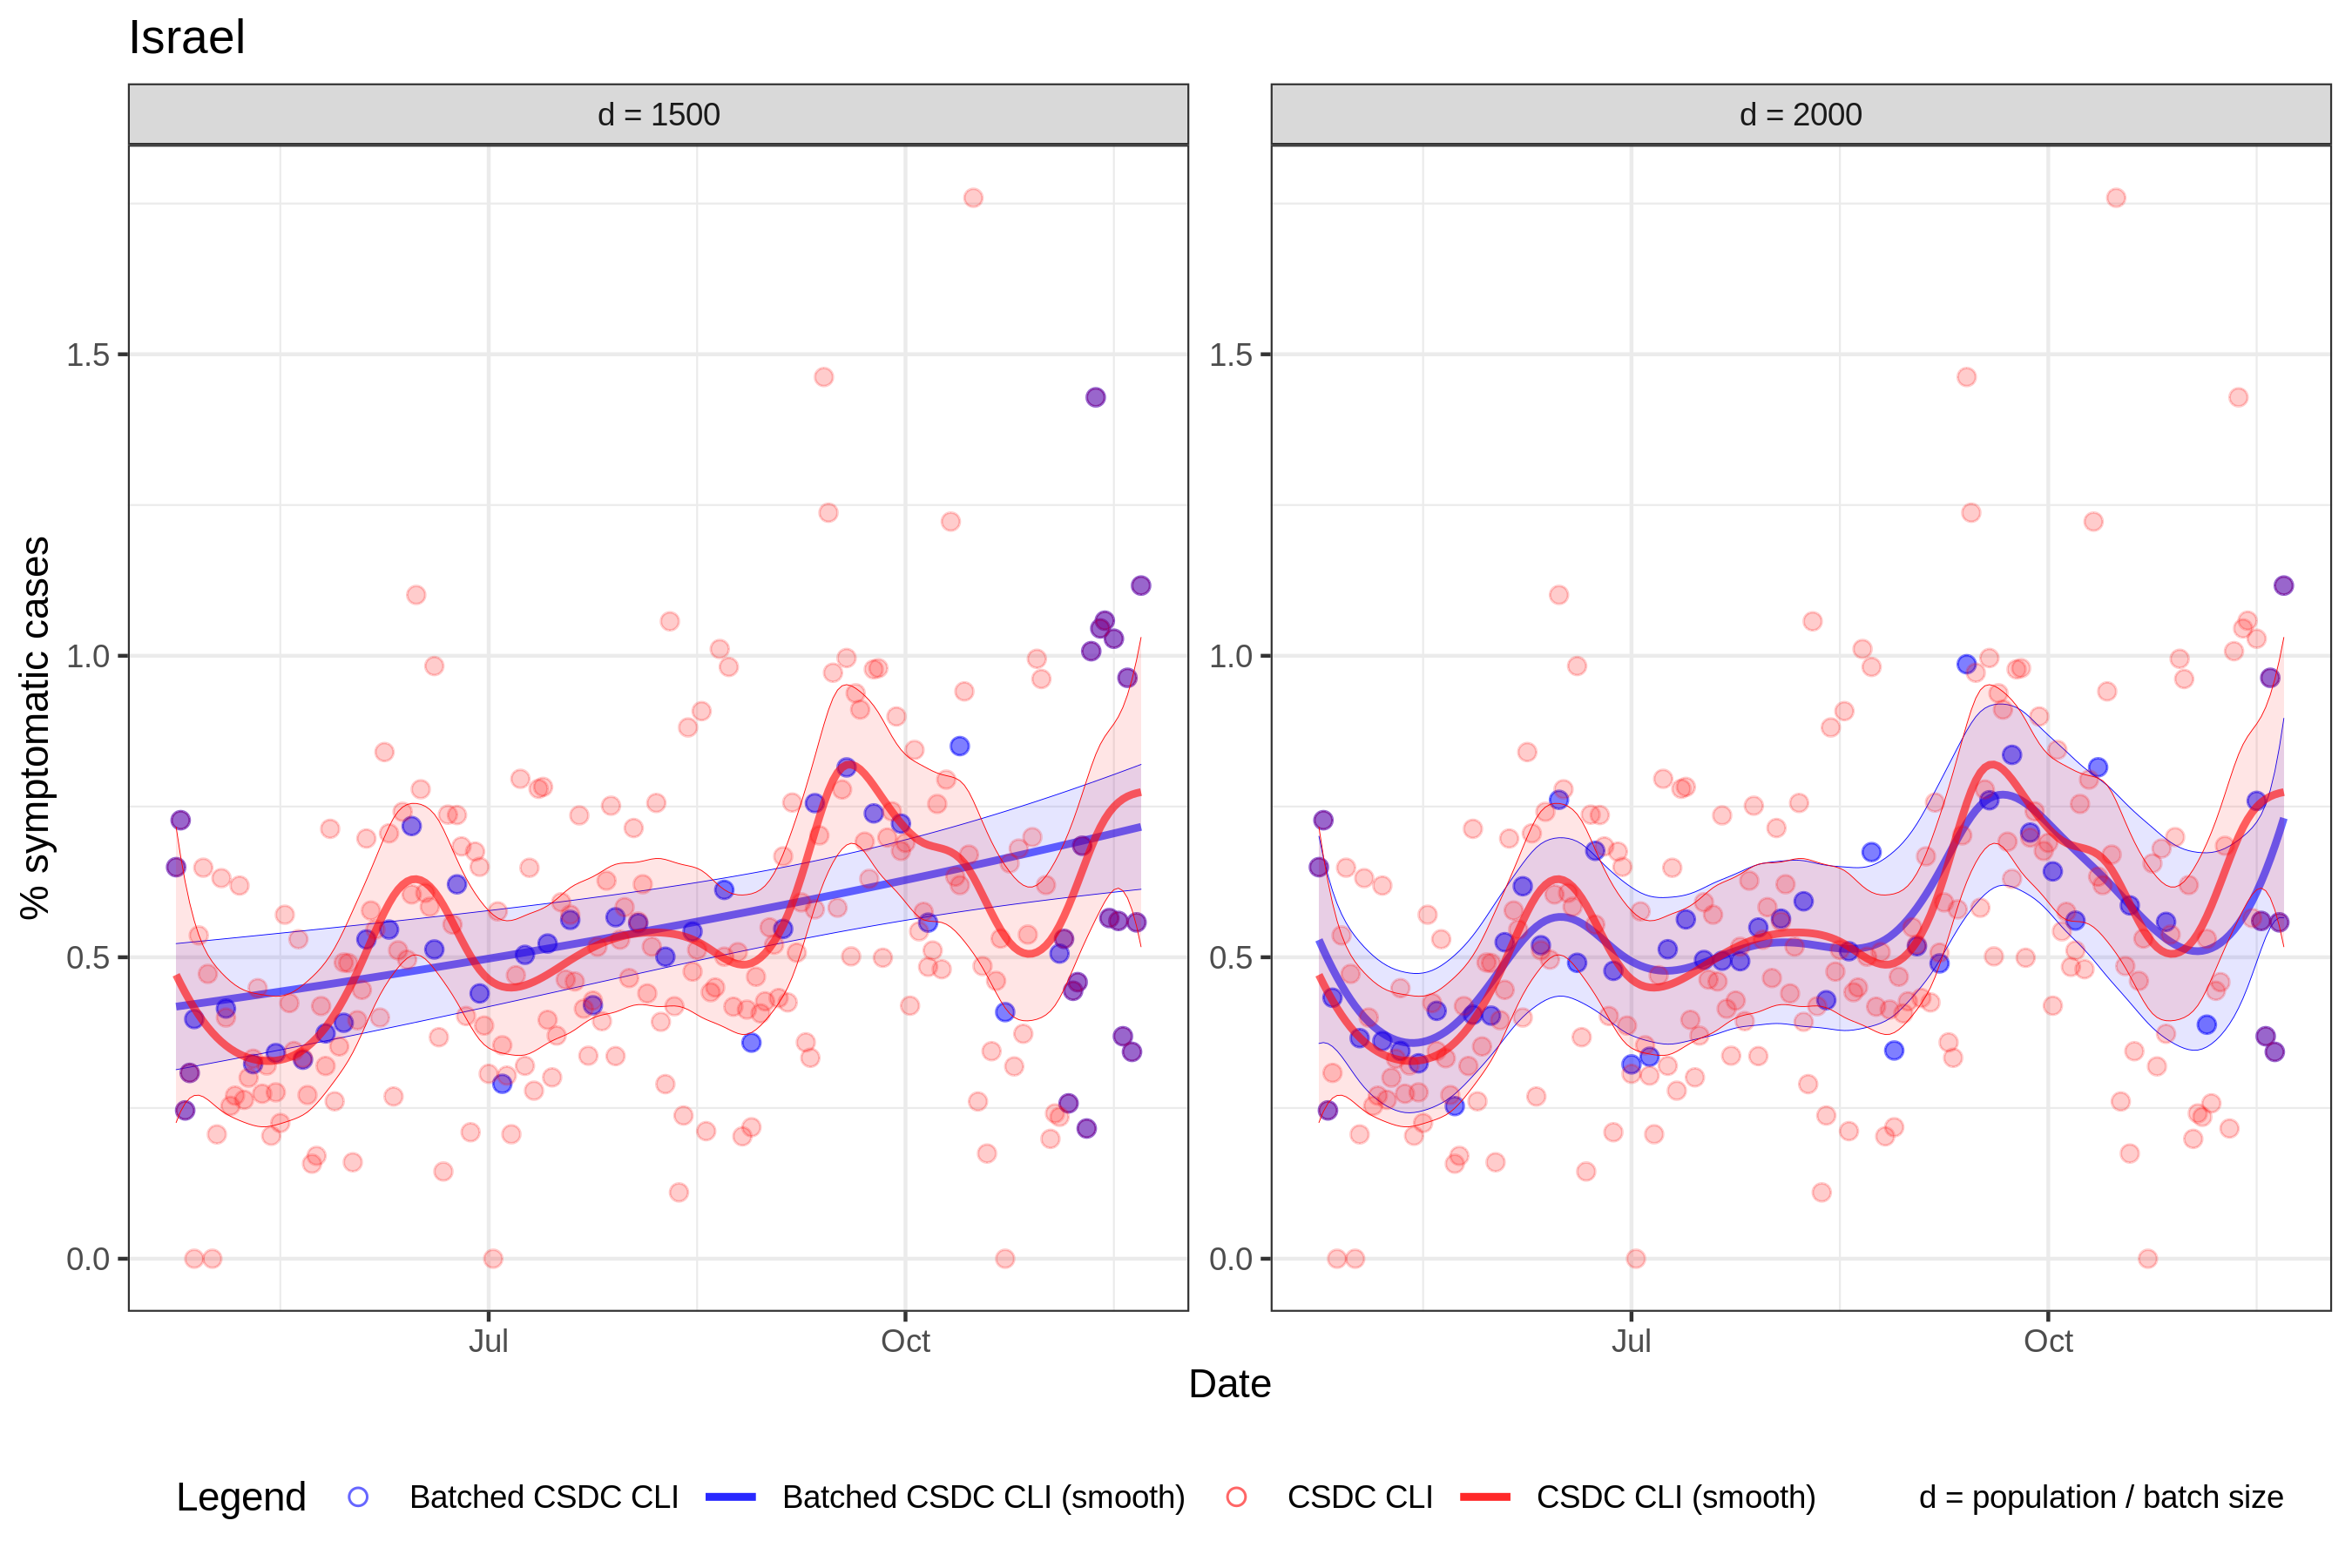 Israel
d = 1500
d = 2000
% symptomatic cases
1.5
1.0
0.5
0.0
1.5
1.0
0.5
0.0
Jul
Oct
Jul
Oct
Date
Legend Batched CSDC CLI Batched CSDC CLI (smooth) CSDC CLI CSDC CLI (smooth) d = population / batch size